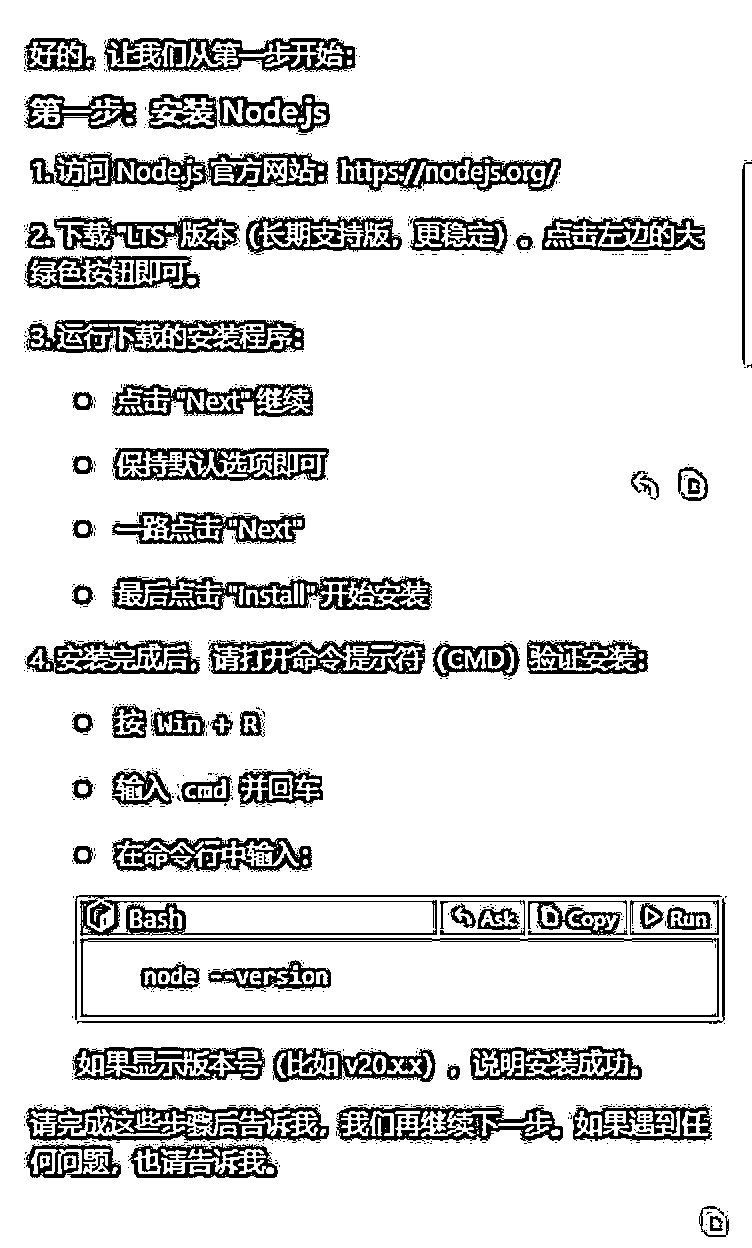 好的，让我们从第一步开始：
第一步：安装 Node.js
1. 访问 Node.js 官方网站：https://nodejs.org/
2. 下载 "LTS" 版本（长期支持版，更稳定）。点击左边的大
绿色按钮即可。
3. 运行下载的安装程序：
点击 "Next" 继续
保持默认选项即可
一路点击 "Next"
最后点击 "Install" 开始安装
4. 安装完成后，请打开命令提示符（CMD）验证安装：
按 Win + R
输入 cmd 并回车
在命令行中输入：
Bash Ask Copy Run
node --version
如果显示版本号（比如 v20.x.x），说明安装成功。
请完成这些步骤后告诉我，我们再继续下一步。如果遇到任
何问题，也请告诉我。